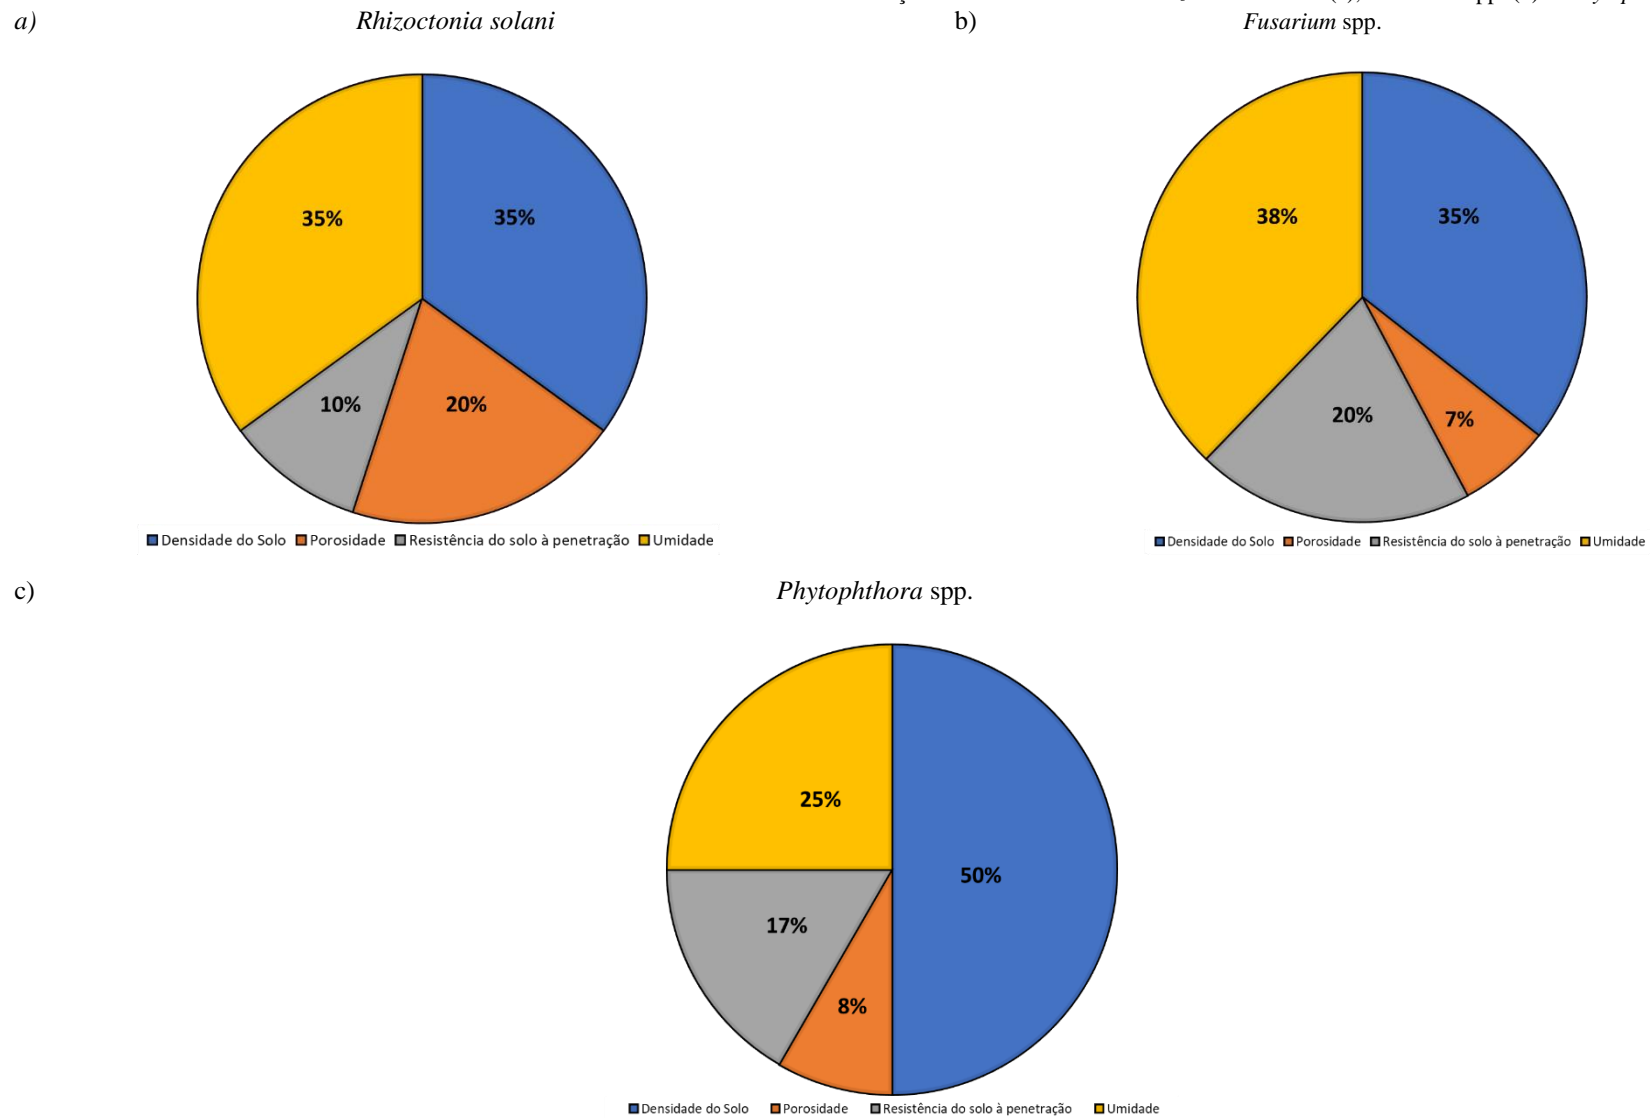 a) Rhizoctonia solani
b) Fusarium spp.
35% 35%
10% 20%
Densidade do Solo Porosidade Resistência do solo à penetração Umidade
38% 35%
20% 7%
Densidade do Solo Porosidade Resistência do solo à penetração Umidade
c) Phytophthora spp.
25%
50%
17%
8%
Densidade do Solo Porosidade Resistência do solo à penetração Umidade